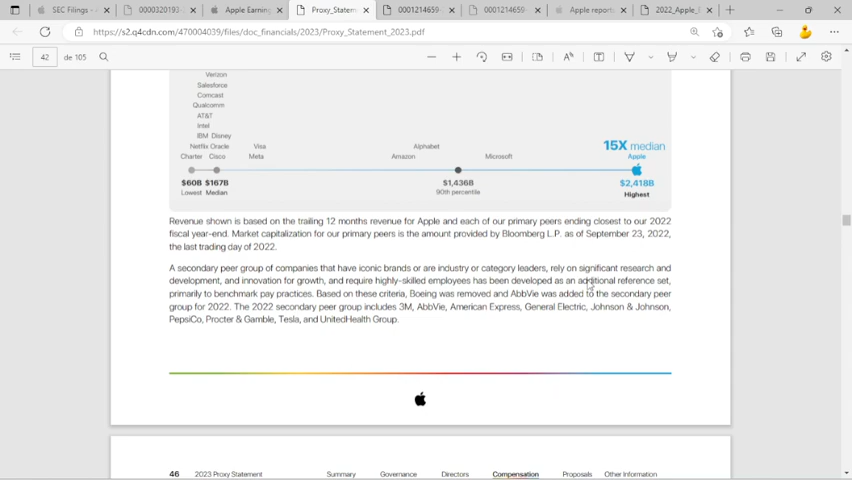 SEC Filings - A
0000320193-
Apple Earning
Proxy_Statem
0001214659-
0001214659-
Apple report
2022_Apple_
https://s2.q4cdn.com/470004039/files/doc_financials/2023/Proxy_Statement_2023.pdf
42 de 105
Verizon
Salesforce
Comcast
Qualcomm
AT&T
Intel
IBM Disney
Netflix Oracle Visa Alphabet 15X median
Charter Cisco Meta Amazon Microsoft Apple
$60B $167B $1,436B $2,418B
Lowest Median 90th percentile Highest
Revenue shown is based on the trailing 12 months revenue for Apple and each of our primary peers ending closest to our 2022
fiscal year-end. Market capitalization for our primary peers is the amount provided by Bloomberg L.P. as of September 23, 2022,
the last trading day of 2022.
A secondary peer group of companies that have iconic brands or are industry or category leaders, rely on significant research and
development, and innovation for growth, and require highly-skilled employees has been developed as an additional reference set,
primarily to benchmark pay practices. Based on these criteria, Boeing was removed and AbbVie was added to the secondary peer
group for 2022. The 2022 secondary peer group includes 3M, AbbVie, American Express, General Electric, Johnson & Johnson,
PepsiCo, Procter & Gamble, Tesla, and UnitedHealth Group.
46 2023 Proxy Statement Summary Governance Directors Compensation Proposals Other Information